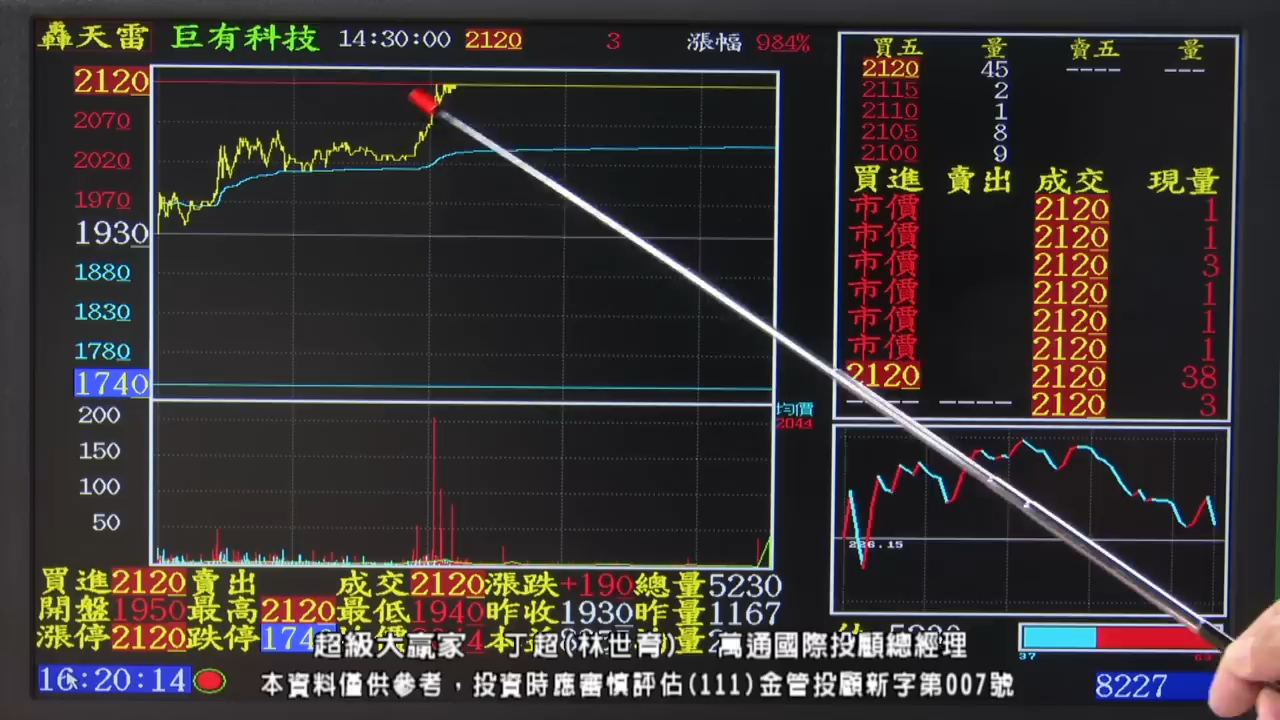 轟天雷 巨有科技 14:30:00 2120 3 漲幅 984%
2120
2070
2020
1970
1930
1880
1830
1780
1740
200
150
100
50
均價
2044
買五 量 賣五 量
2120 45 ---- ---
2115 2
2110 1
2105 8
2100 9
買進 賣出 成交 現量
市價 2120 1
市價 2120 1
市價 2120 3
市價 2120 1
市價 2120 1
市價 2120 1
2120 2120 38
---- ---- 2120 3
226.15
買進2120賣出 成交2120漲跌+190總量5230
開盤1950最高2120最低1940昨收1930昨量1167
漲停2120跌停174
37
超級大贏家 丁超(林世育) 萬通國際投顧總經理
16:20:14
本資料僅供參考，投資時應審慎評估(111)金管投顧新字第007號
8227